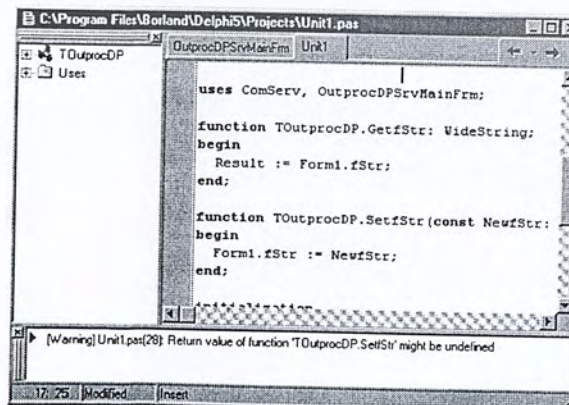 C:\Program Files\Borland\Delphi5\Projects\Unit1.pas
TOutprocDP
Uses
OutprocDPSrvMainFrm Unit1
uses ComServ, OutprocDPSrvMainFrm;
function TOutprocDP.GetfStr: WideString;
begin
Result := Form1.fStr;
end;
function TOutprocDP.SetfStr(const NewfStr:
begin
Form1.fStr := NewfStr;
end;
initialization
[Warning] Unit1.pas(28): Return value of function 'TOutprocDP.SetfStr' might be undefined
17: 25 Modified Insert